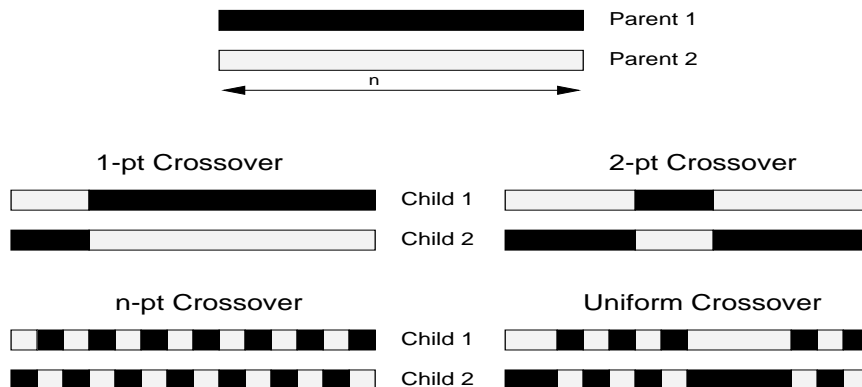 Parent 1
Parent 2
n
1-pt Crossover
2-pt Crossover
Child 1
Child 2
n-pt Crossover
Uniform Crossover
Child 1
Child 2